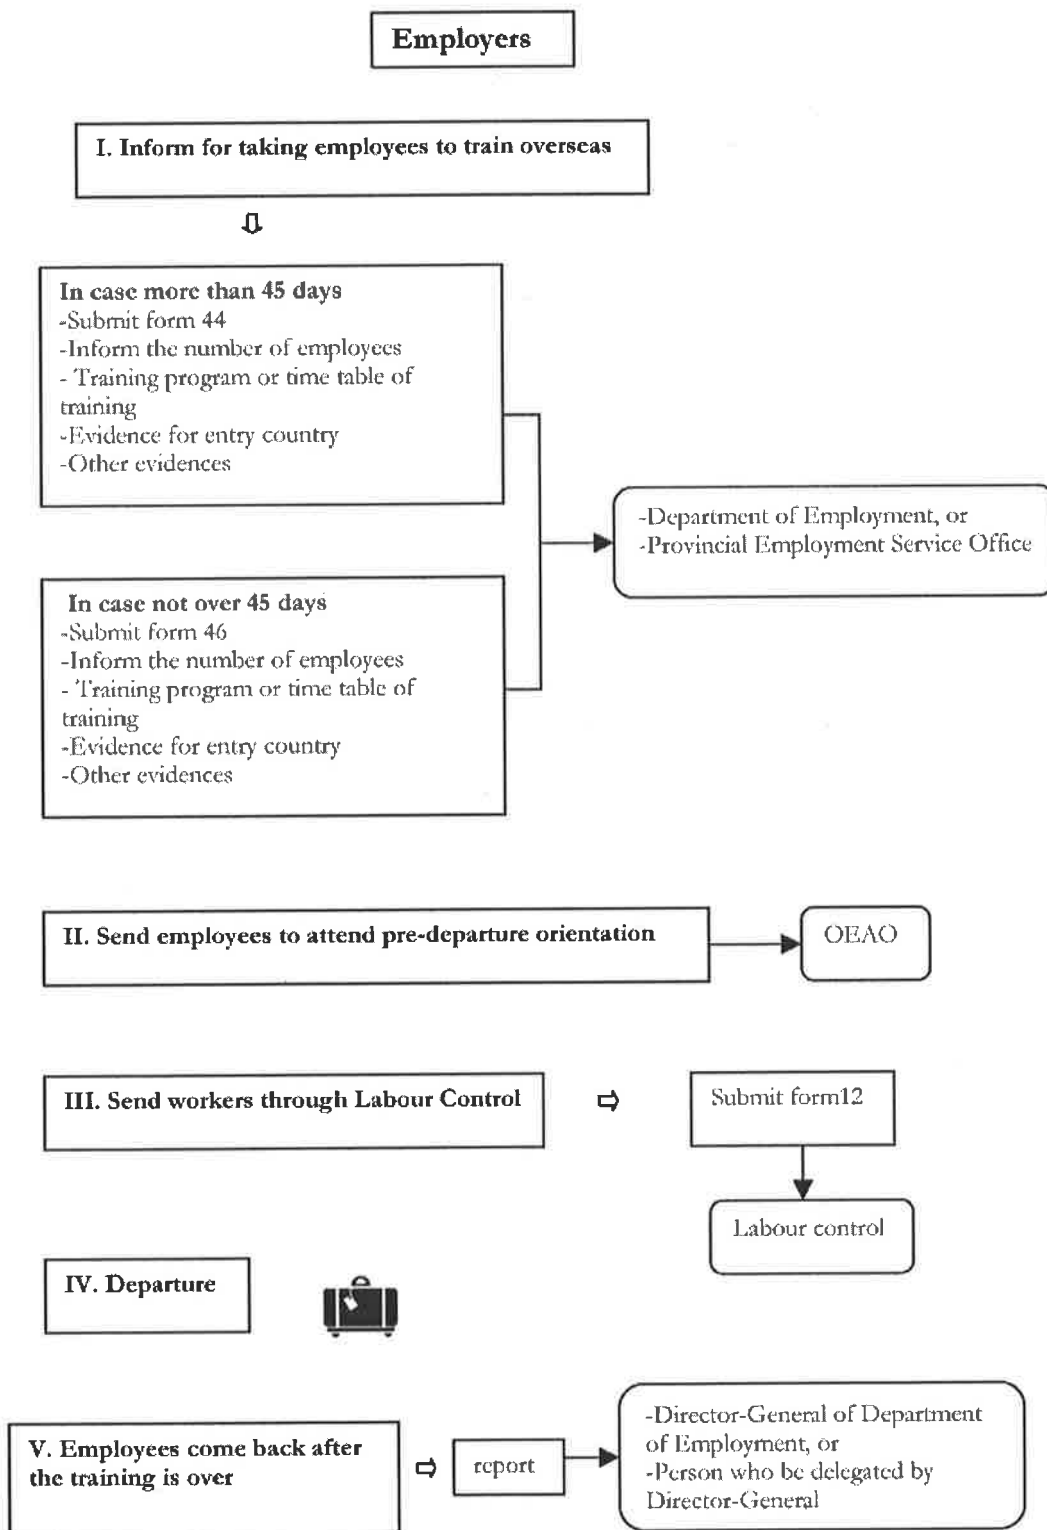 Employers
I. Inform for taking employees to train overseas
In case more than 45 days
-Submit form 44
-Inform the number of employees
- Training program or time table of
training
-Evidence for entry country
-Other evidences
-Department of Employment, or
-Provincial Employment Service Office
In case not over 45 days
-Submit form 46
-Inform the number of employees
- Training program or time table of
training
-Evidence for entry country
-Other evidences
II. Send employees to attend pre-departure orientation
OEAO
III. Send workers through Labour Control
Submit form12
Labour control
IV. Departure
V. Employees come back after
the training is over
report
-Director-General of Department
of Employment, or
-Person who be delegated by
Director-General